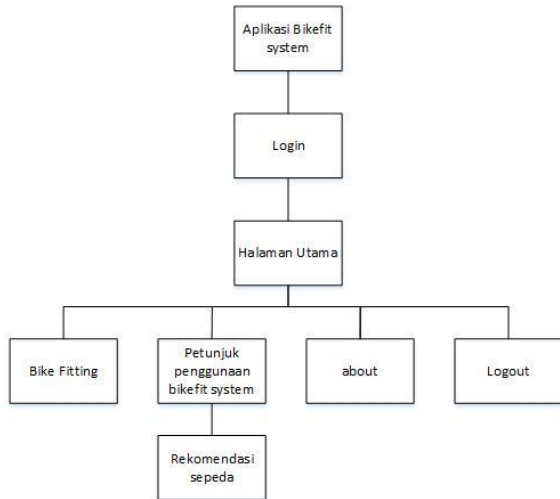 Aplikasi Bikefit
system
Login
Halaman Utama
Bike Fitting
Petunjuk
penggunaan
bikefit system
about
Logout
Rekomendasi
sepeda